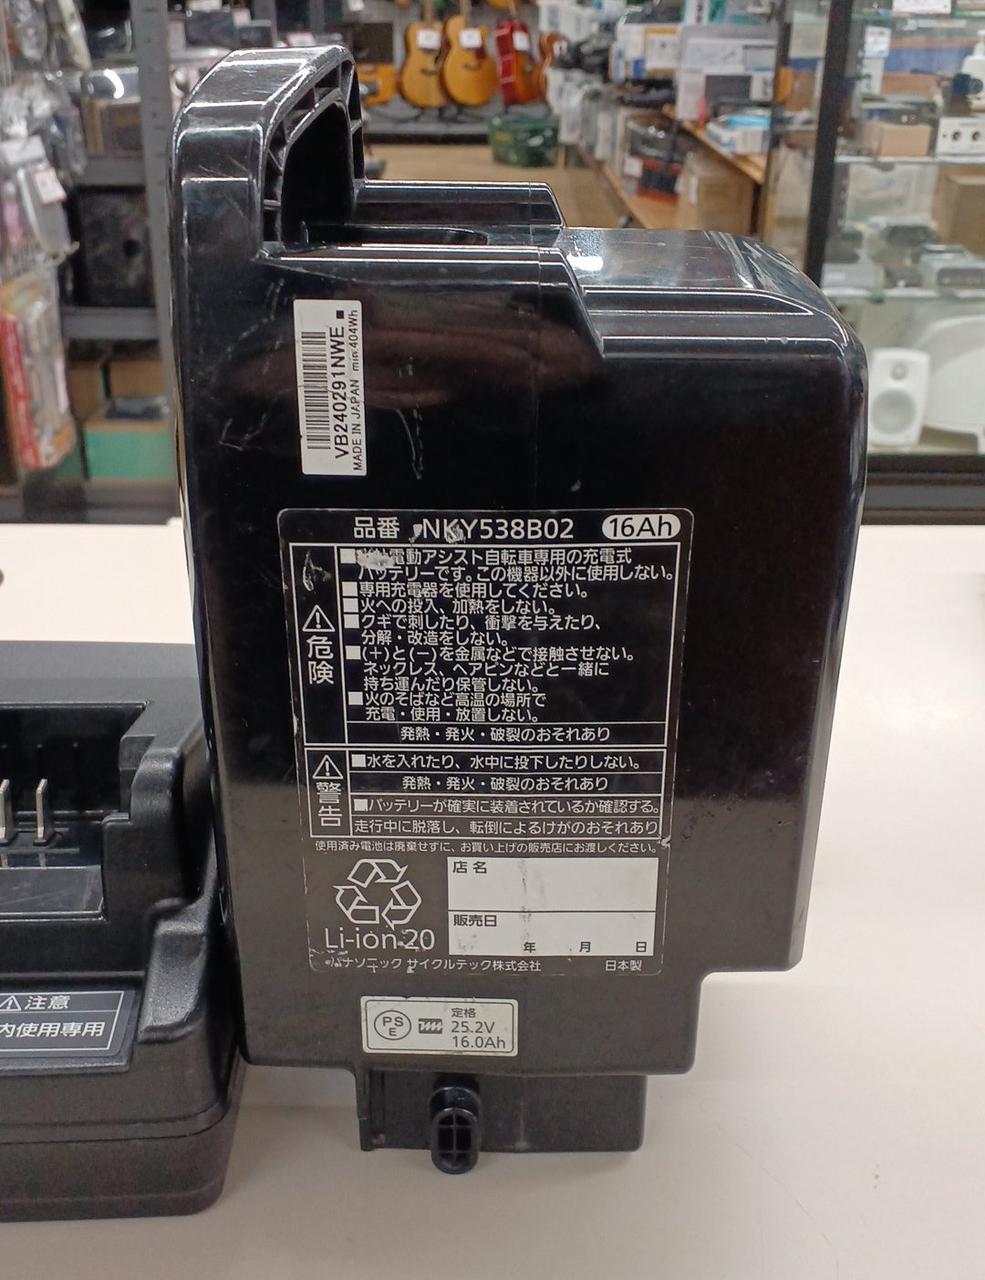 VB240291NWE
MADE IN JAPAN min.404Wh
品番 NKY538B02 16Ah
危険
電動アシスト自転車専用の充電式
バッテリーです。この機器以外に使用しない。
■専用充電器を使用してください。
■火への投入、加熱をしない。
■クギで刺したり、衝撃を与えたり、
分解・改造をしない。
■(+)と(−)を金属などで接触させない。
ネックレス、ヘアピンなどと一緒に
持ち運んだり保管しない。
■火のそばなど高温の場所で
充電・使用・放置しない。
発熱・発火・破裂のおそれあり
警告
■水を入れたり、水中に投下したりしない。
発熱・発火・破裂のおそれあり
■バッテリーが確実に装着されているか確認する。
走行中に脱落し、転倒によるけがのおそれあり
使用済み電池は廃棄せずに、お買い上げの販売店にお渡しください。
店名
販売日
年 月 日
Li-ion 20
パナソニック サイクルテック株式会社 日本製
PSE
定格
25.2V
16.0Ah
注意
内使用専用